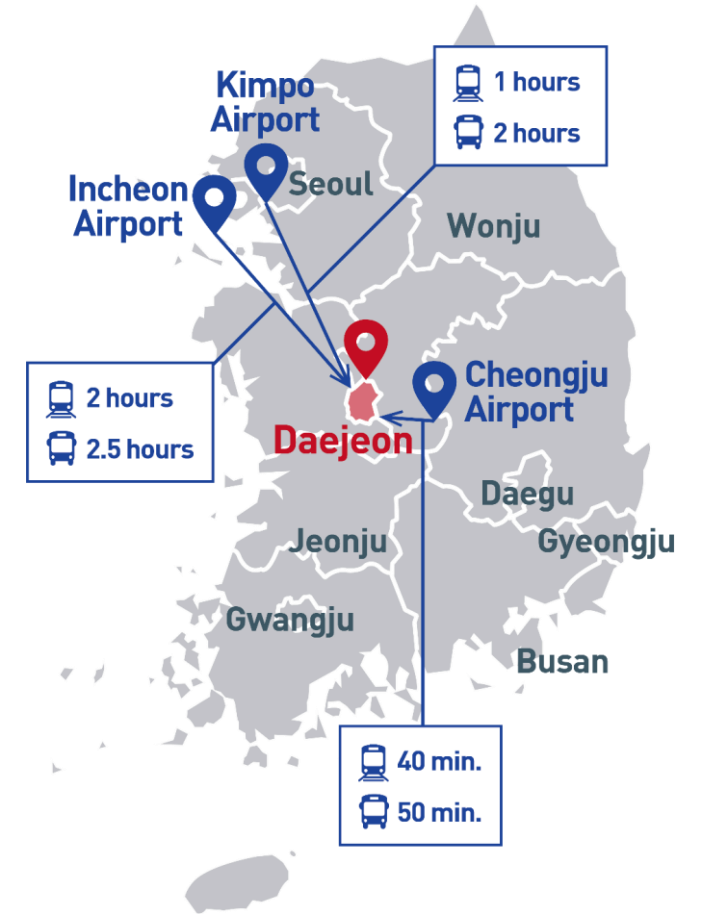 Kimpo
Airport
1 hours
2 hours
Incheon
Airport
Seoul
Wonju
2 hours
2.5 hours
Cheongju
Airport
Daejeon
Daegu
Jeonju
Gyeongju
Gwangju
Busan
40 min.
50 min.